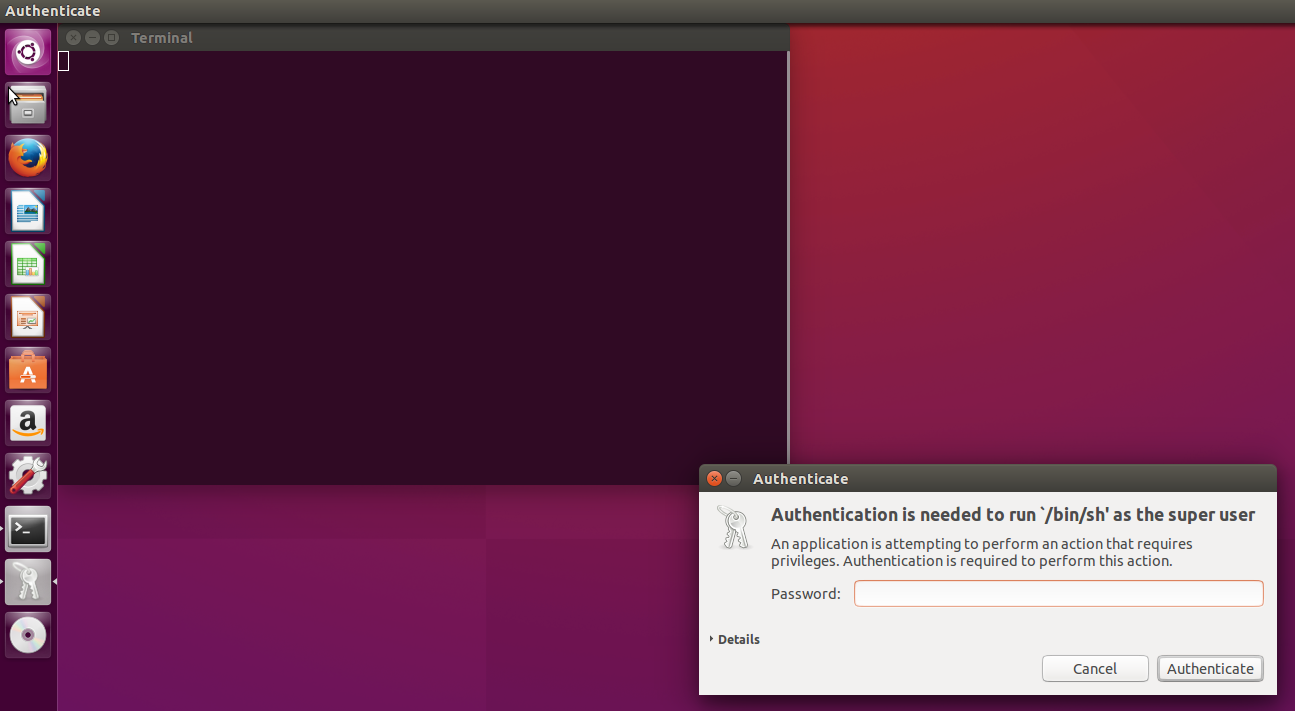 Authenticate
Terminal
Authenticate
Authentication is needed to run `/bin/sh' as the super user
An application is attempting to perform an action that requires
privileges. Authentication is required to perform this action.
Password:
Details
Cancel Authenticate